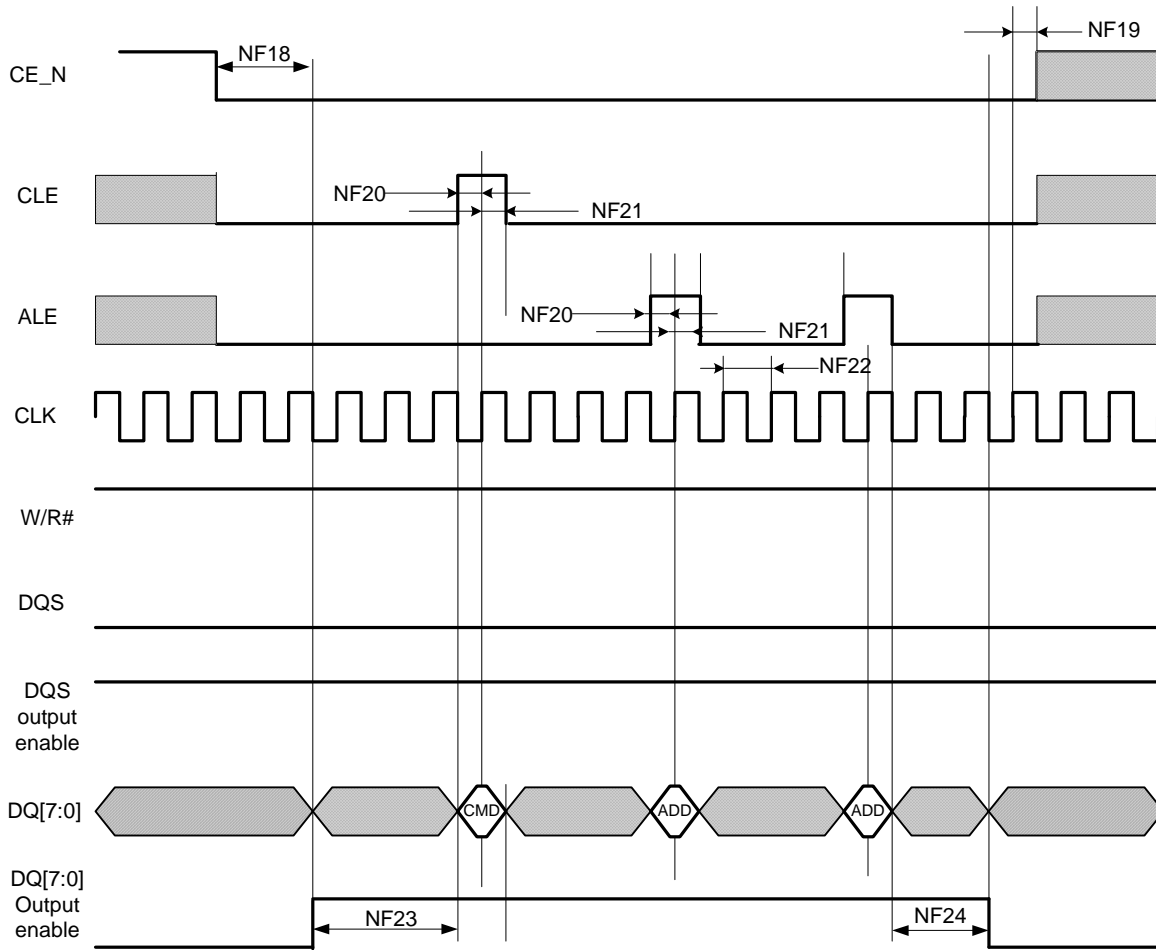 NF19
NF18
CE_N
CLE
NF20
NF21
ALE
NF20
NF21
NF22
CLK
W/R#
DQS
DQS
output
enable
DQ[7:0]
CMD
ADD
ADD
DQ[7:0]
Output
enable
NF23
NF24